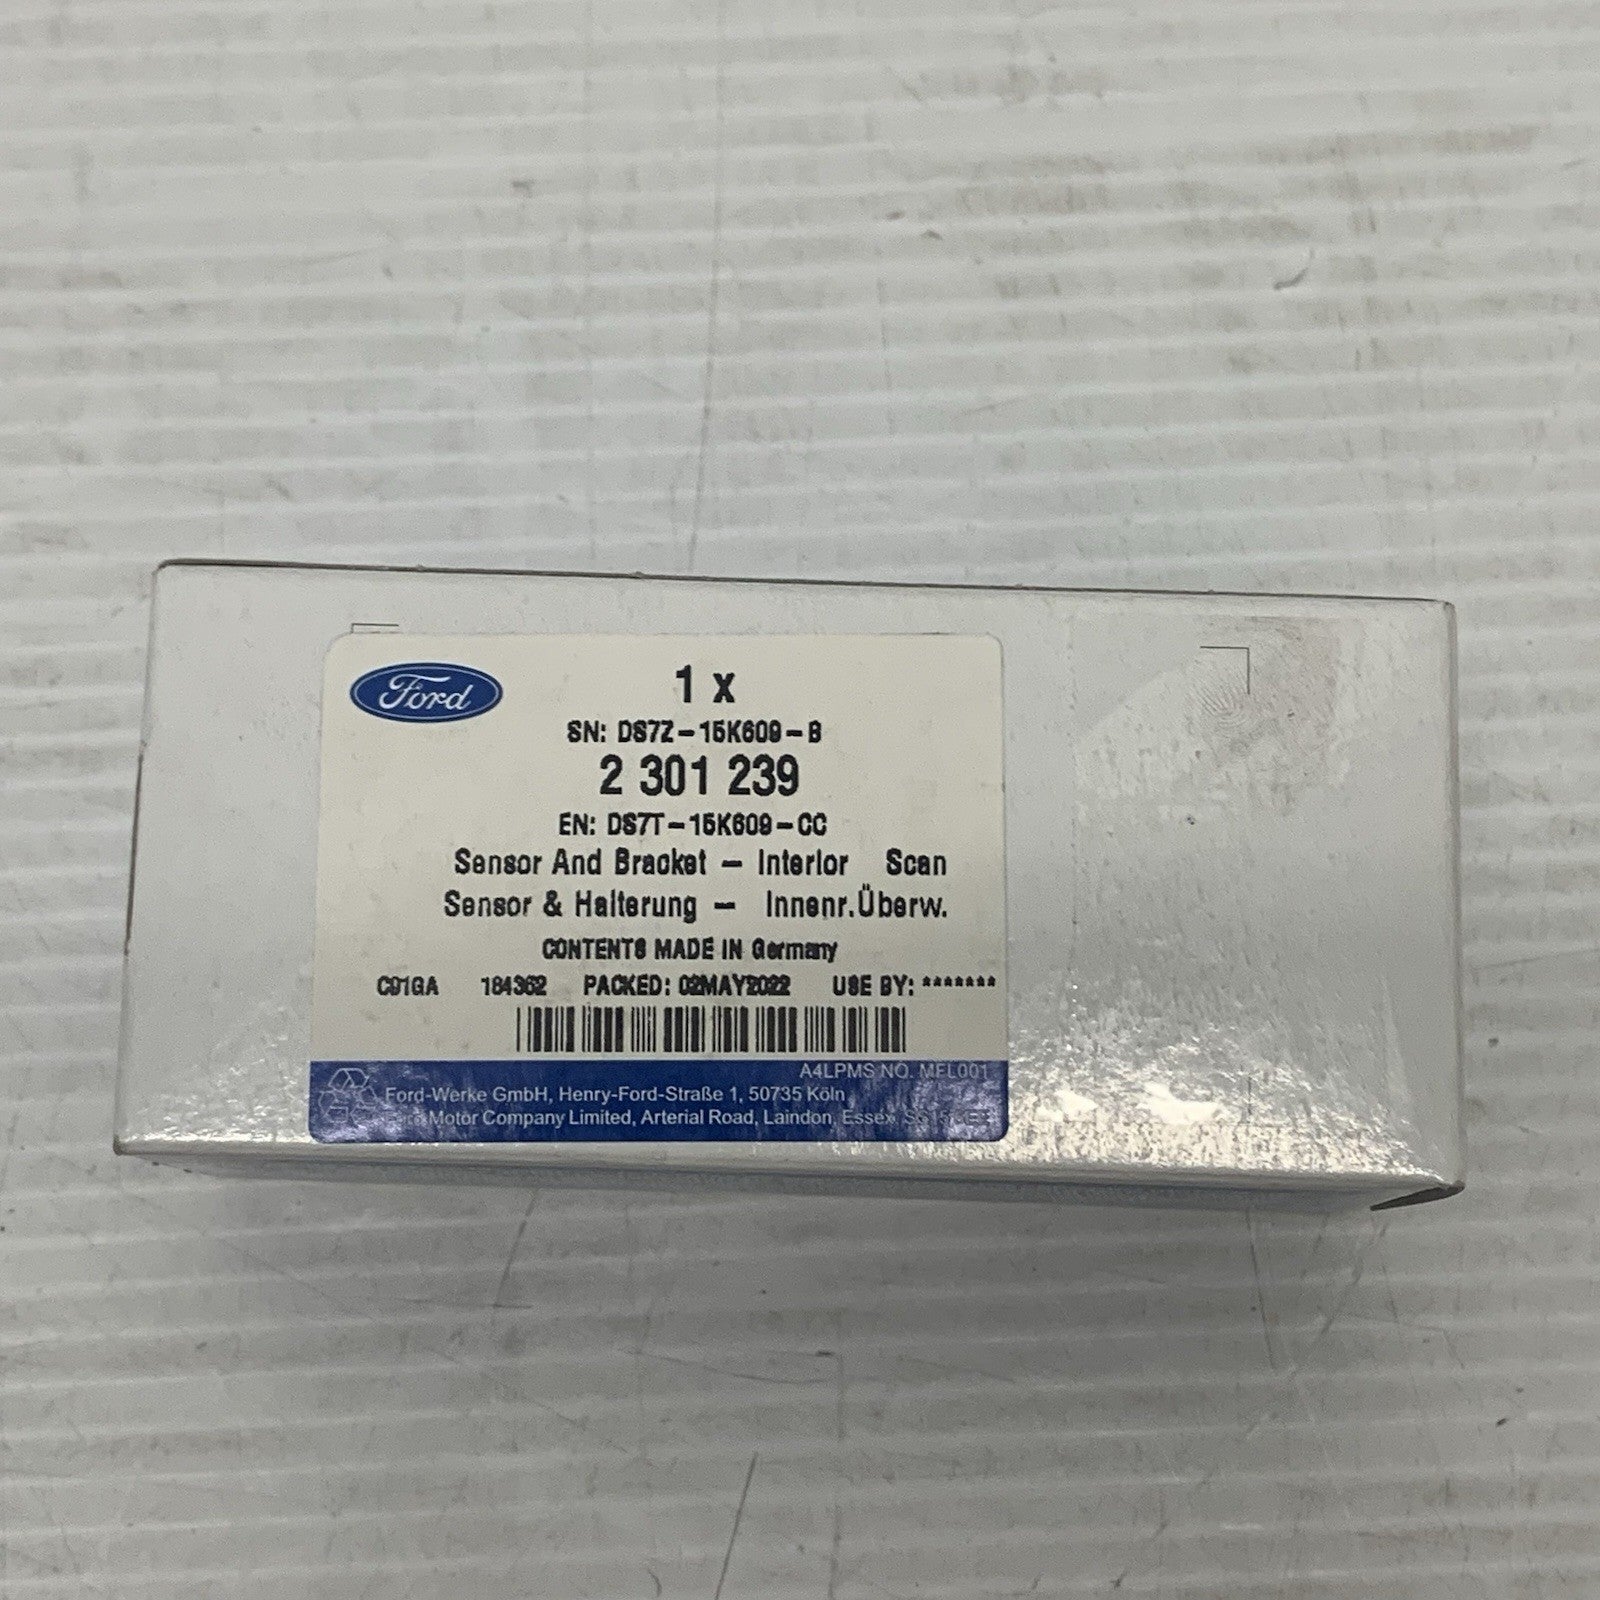 Ford
1 x
SN: DS7Z-15K609-B
2 301 239
EN: DS7T-15K609-CC
Sensor And Bracket - Interior Scan
Sensor & Halterung - Innenr.Überw.
CONTENTS MADE IN Germany
C91GA 184362 PACKED: 02MAY2022 USE BY: *******
A4LPMS NO. MFL001
Ford-Werke GmbH, Henry-Ford-Straße 1, 50735 Köln
Motor Company Limited, Arterial Road, Laindon, Essex